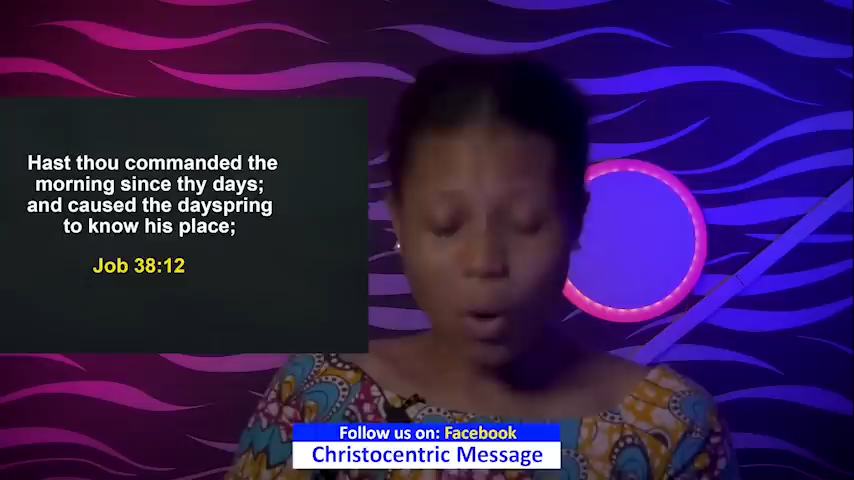 Hast thou commanded the
morning since thy days;
and caused the dayspring
to know his place;
Job 38:12
Follow us on: Facebook
Christocentric Message